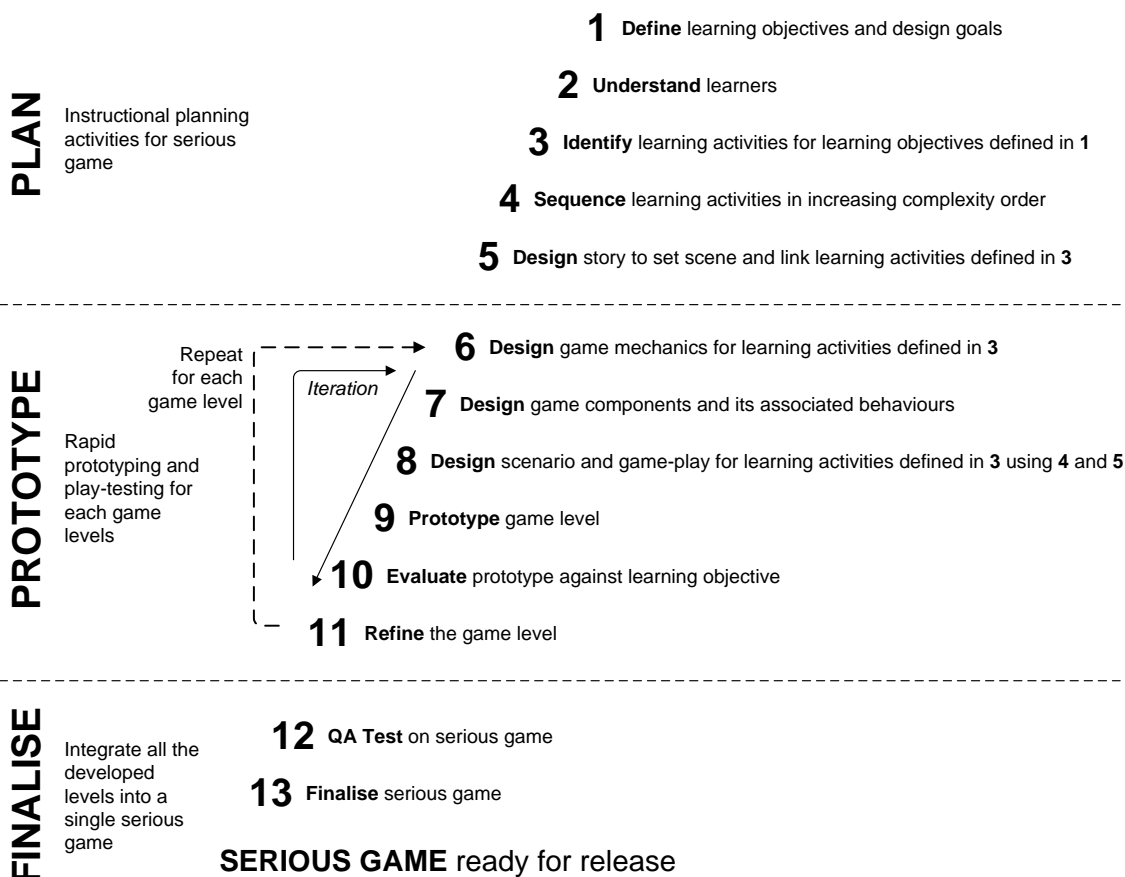 PLAN
Instructional planning
activities for serious
game
1 Define learning objectives and design goals
2 Understand learners
3 Identify learning activities for learning objectives defined in 1
4 Sequence learning activities in increasing complexity order
5 Design story to set scene and link learning activities defined in 3
PROTOTYPE
Rapid
prototyping and
play-testing for
each game
levels
Repeat
for each
game level
Iteration
6 Design game mechanics for learning activities defined in 3
7 Design game components and its associated behaviours
8 Design scenario and game-play for learning activities defined in 3 using 4 and 5
9 Prototype game level
10 Evaluate prototype against learning objective
11 Refine the game level
FINALISE
Integrate all the
developed
levels into a
single serious
game
12 QA Test on serious game
13 Finalise serious game
SERIOUS GAME ready for release